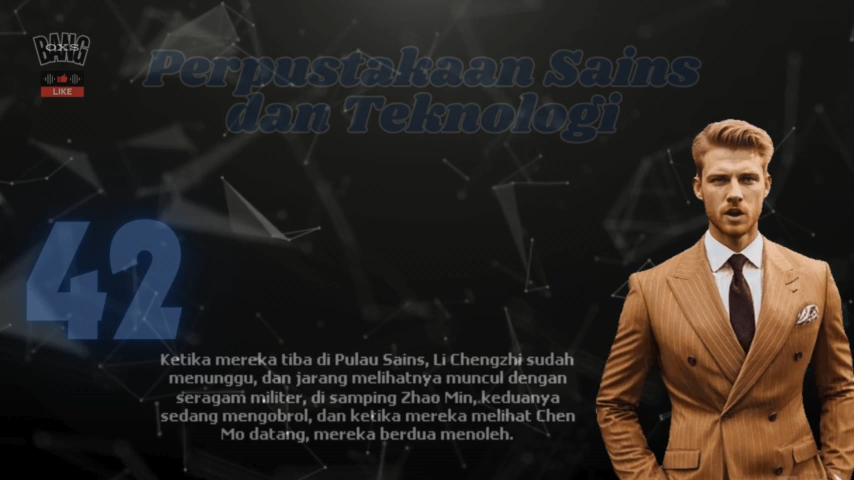 BANG
OXS
LIKE
Perpustakaan Sains
dan Teknologi
42
Ketika mereka tiba di Pulau Sains, Li Chengzhi sudah
menunggu, dan jarang melihatnya muncul dengan
seragam militer, di samping Zhao Min, keduanya
sedang mengobrol, dan ketika mereka melihat Chen
Mo datang, mereka berdua menoleh.